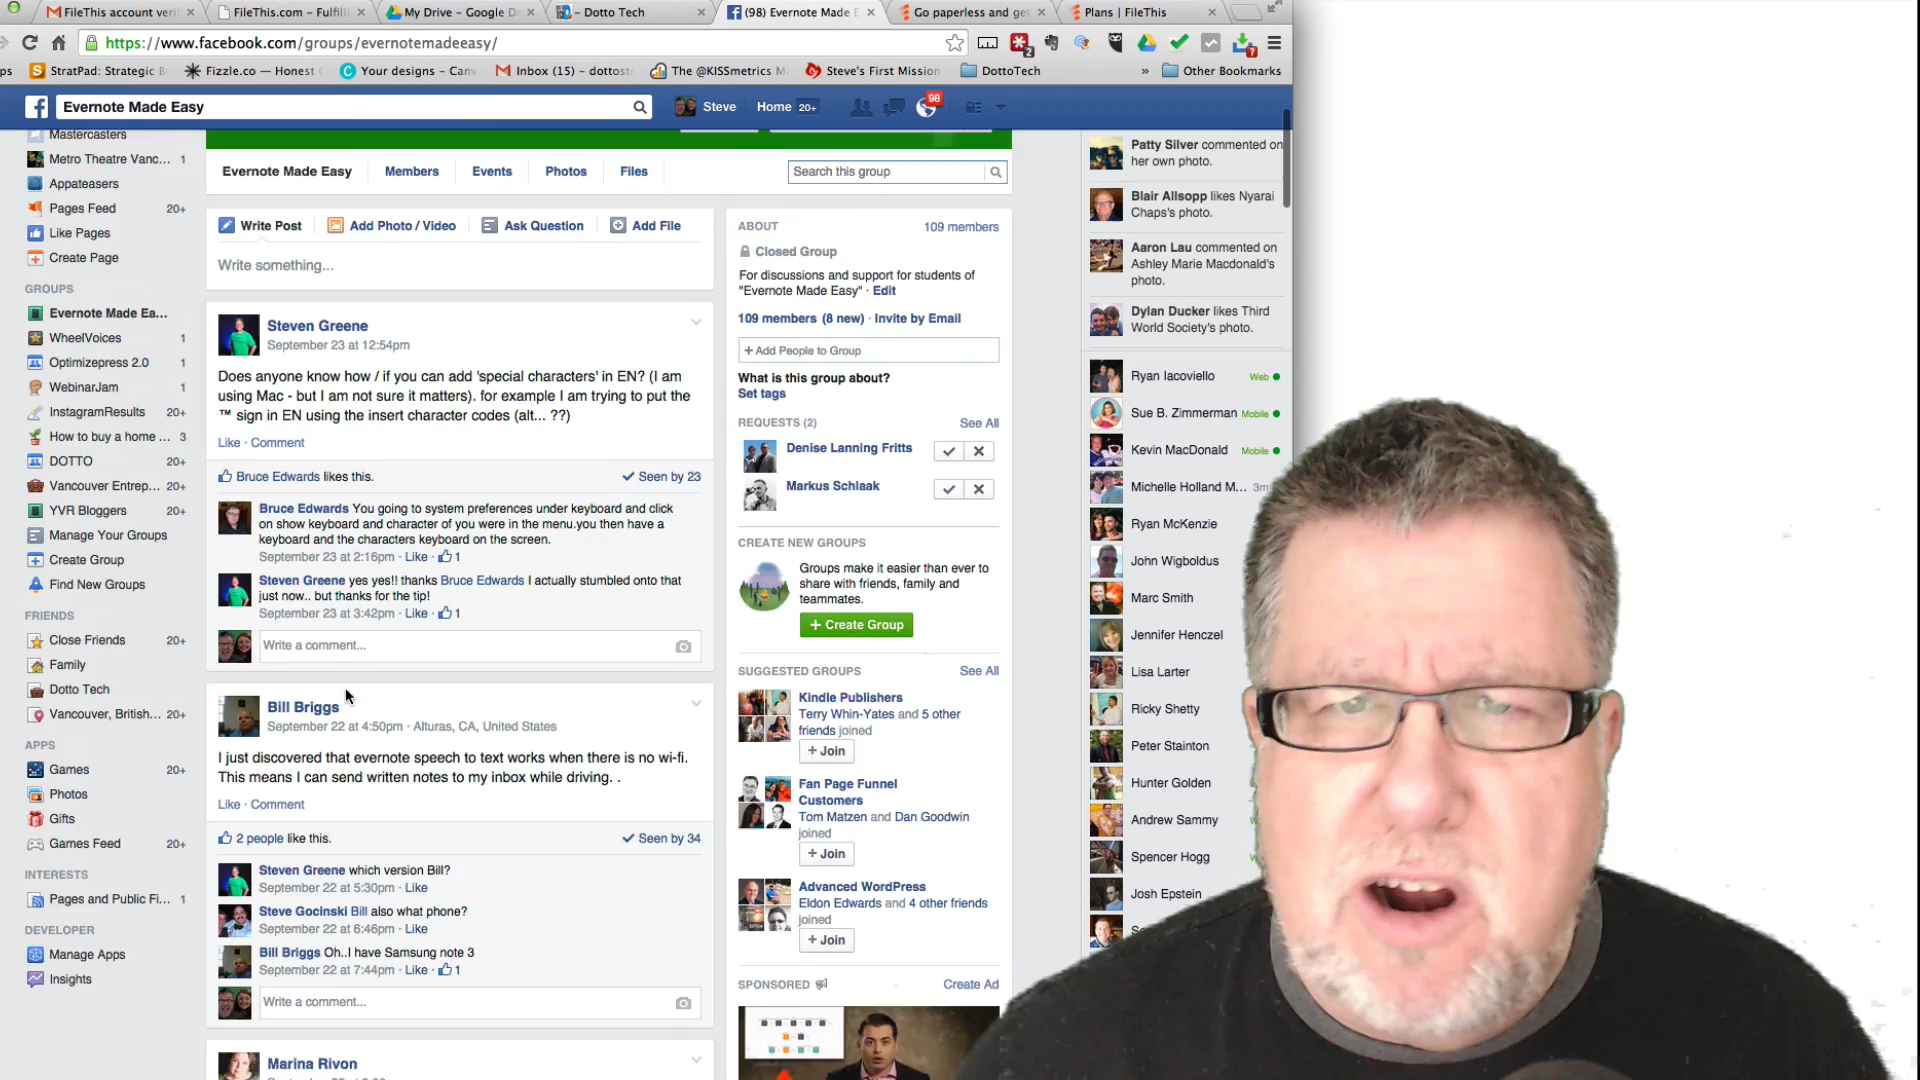 FileThis account veri
FileThis.com - Fulfilli
My Drive - Google D
- Dotto Tech
(98) Evernote Made E
Go paperless and get
Plans | FileThis
https://www.facebook.com/groups/evernotemadeeasy/
ps
StratPad: Strategic B
Fizzle.co — Honest
Your designs - Can
Inbox (15) - dottoste
The @KISSmetrics M
Steve's First Mission
DottoTech
»
Other Bookmarks
Evernote Made Easy
Steve
Home 20+
98
Mastercasters
Metro Theatre Vanc... 1
Appateasers
Pages Feed 20+
Like Pages
Create Page
GROUPS
Evernote Made Ea...
WheelVoices 1
Optimizepress 2.0 1
WebinarJam 1
InstagramResults 20+
How to buy a home ... 3
DOTTO 20+
Vancouver Entrep... 20+
YVR Bloggers 20+
Manage Your Groups
Create Group
Find New Groups
FRIENDS
Close Friends 20+
Family
Dotto Tech
Vancouver, British...
APPS
Games 20+
Photos
Gifts
Games Feed 20+
INTERESTS
Pages and Public Fi... 1
DEVELOPER
Manage Apps
Insights
Evernote Made Easy
Members
Events
Photos
Files
Search this group
Write Post
Add Photo / Video
Ask Question
Add File
Write something...
Steven Greene
September 23 at 12:54pm
Does anyone know how / if you can add 'special characters' in EN? (I am
using Mac - but I am not sure it matters). for example I am trying to put the
™ sign in EN using the insert character codes (alt... ??)
Like · Comment
Bruce Edwards likes this.
Seen by 23
Bruce Edwards You going to system preferences under keyboard and click
on show keyboard and character of you were in the menu.you then have a
keyboard and the characters keyboard on the screen.
September 23 at 2:16pm · Like · 1
Steven Greene yes yes!! thanks Bruce Edwards I actually stumbled onto that
just now.. but thanks for the tip!
September 23 at 3:42pm · Like · 1
Write a comment...
Bill Briggs
September 22 at 4:50pm · Alturas, CA, United States
I just discovered that evernote speech to text works when there is no wi-fi.
This means I can send written notes to my inbox while driving. .
Like · Comment
2 people like this.
Seen by 34
Steven Greene which version Bill?
September 22 at 5:30pm · Like
Steve Gocinski Bill also what phone?
September 22 at 6:46pm · Like
Bill Briggs Oh..I have Samsung note 3
September 22 at 7:44pm · Like · 1
Write a comment...
Marina Rivon
ABOUT
109 members
Closed Group
For discussions and support for students of
"Evernote Made Easy" · Edit
109 members (8 new) · Invite by Email
+ Add People to Group
What is this group about?
Set tags
REQUESTS (2)
See All
Denise Lanning Fritts
Markus Schlaak
CREATE NEW GROUPS
Groups make it easier than ever to
share with friends, family and
teammates.
+ Create Group
SUGGESTED GROUPS
See All
Kindle Publishers
Terry Whin-Yates and 5 other
friends joined
+ Join
Fan Page Funnel
Customers
Tom Matzen and Dan Goodwin
joined
+ Join
Advanced WordPress
Eldon Edwards and 4 other friends
joined
+ Join
SPONSORED
Create Ad
Patty Silver commented on
her own photo.
Blair Allsopp likes Nyarai
Chaps's photo.
Aaron Lau commented on
Ashley Marie Macdonald's
photo.
Dylan Ducker likes Third
World Society's photo.
Ryan Iacoviello Web
Sue B. Zimmerman Mobile
Kevin MacDonald Mobile
Michelle Holland M... 3m
Ryan McKenzie
John Wigboldus
Marc Smith
Jennifer Henczel
Lisa Larter
Ricky Shetty
Peter Stainton
Hunter Golden
Andrew Sammy
Spencer Hogg
Josh Epstein